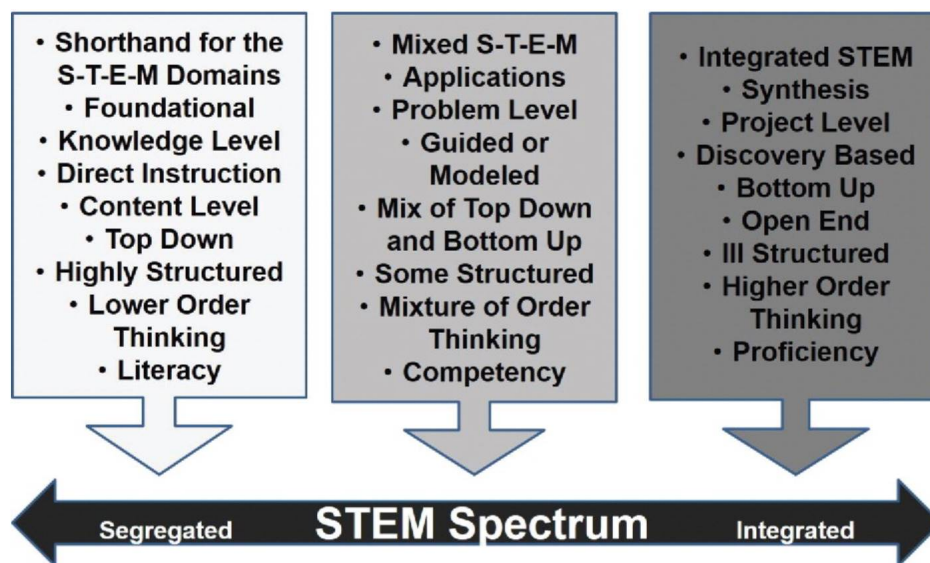 • Shorthand for the
S-T-E-M Domains
• Foundational
• Knowledge Level
• Direct Instruction
• Content Level
• Top Down
• Highly Structured
• Lower Order
Thinking
• Literacy
• Mixed S-T-E-M
• Applications
• Problem Level
• Guided or
Modeled
• Mix of Top Down
and Bottom Up
• Some Structured
• Mixture of Order
Thinking
• Competency
• Integrated STEM
• Synthesis
• Project Level
• Discovery Based
• Bottom Up
• Open End
• Ill Structured
• Higher Order
Thinking
• Proficiency
Segregated STEM Spectrum Integrated